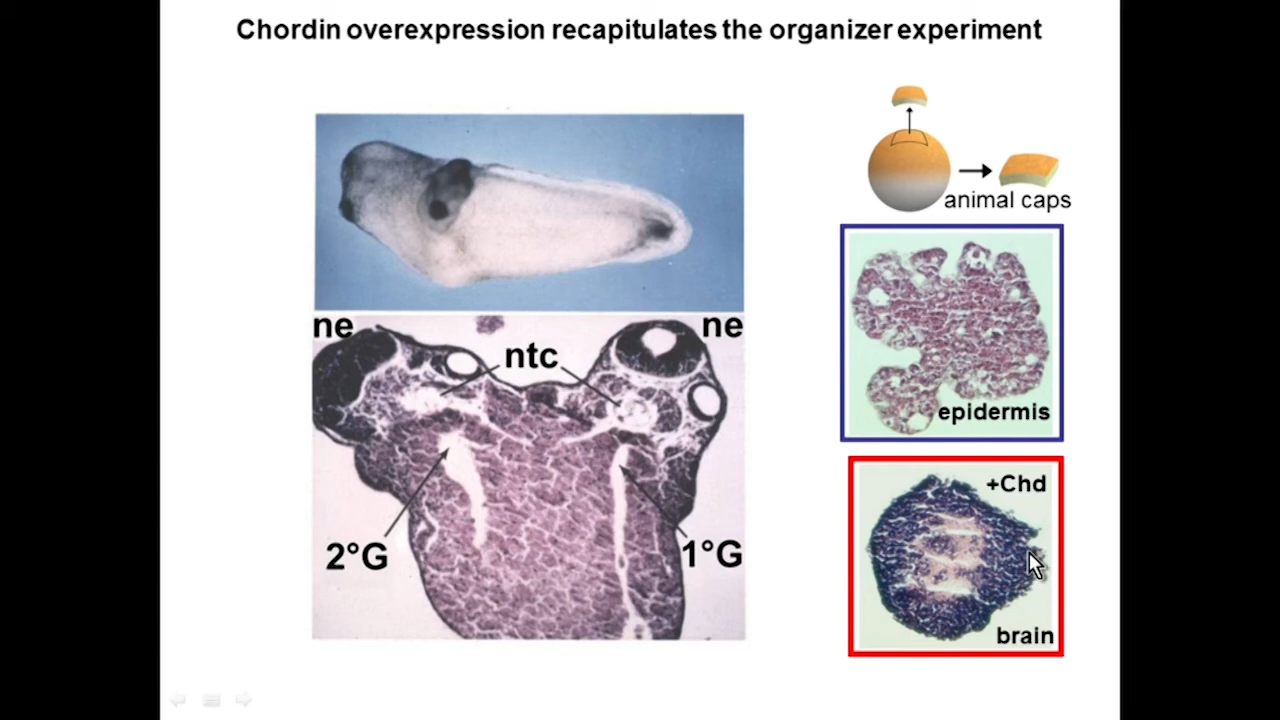 Chordin overexpression recapitulates the organizer experiment
ne
ne
ntc
2°G
1°G
animal caps
epidermis
+Chd
brain